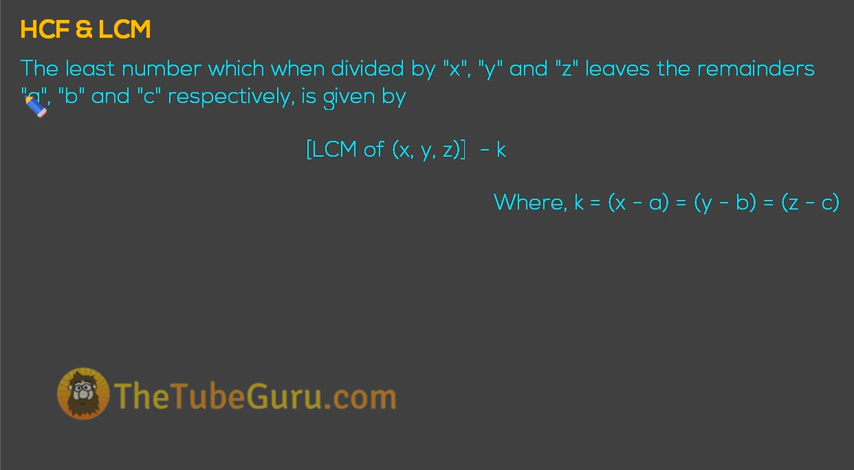 HCF & LCM
The least number which when divided by "x", "y" and "z" leaves the remainders
"a", "b" and "c" respectively, is given by
[LCM of (x, y, z)] - k
Where, k = (x - a) = (y - b) = (z - c)
TheTubeGuru.com